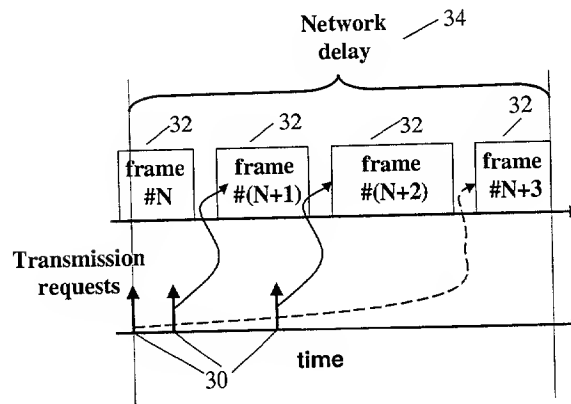 Network
delay
34
32
32
32
32
frame
#N
frame
#(N+1)
frame
#(N+2)
frame
#N+3
Transmission
requests
30
time